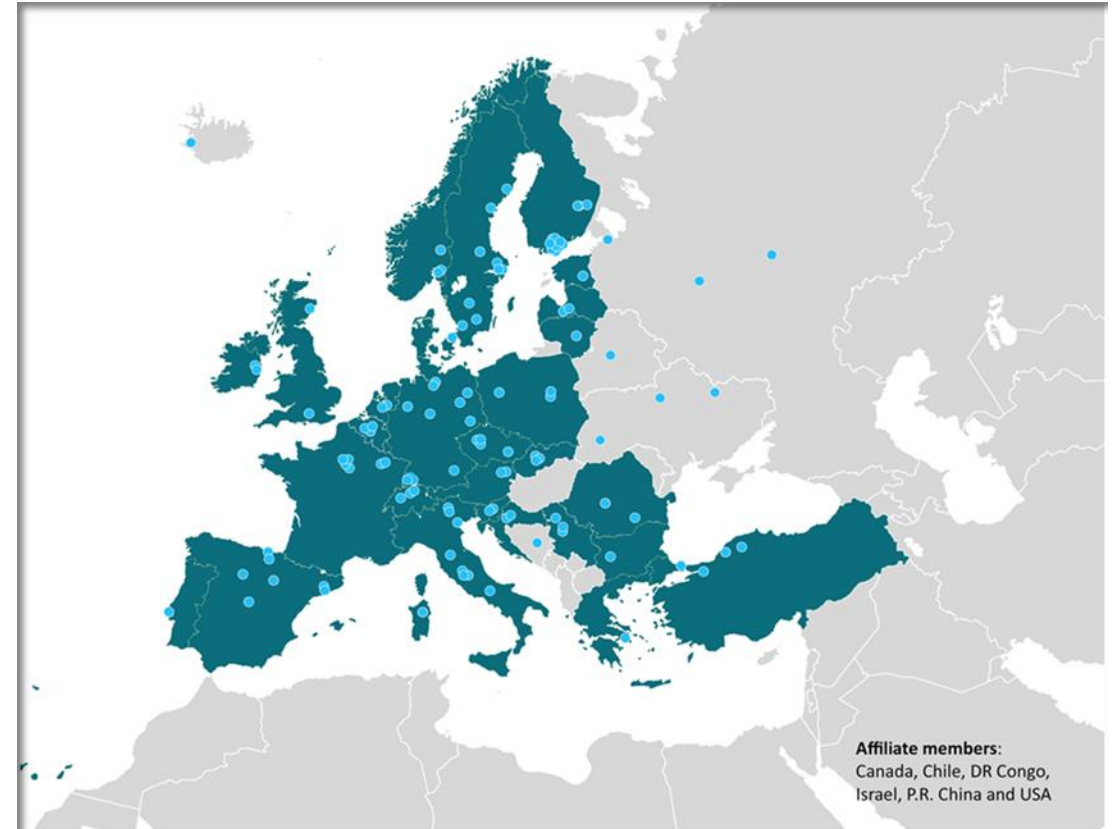 Affiliate members:
Canada, Chile, DR Congo,
Israel, P.R. China and USA